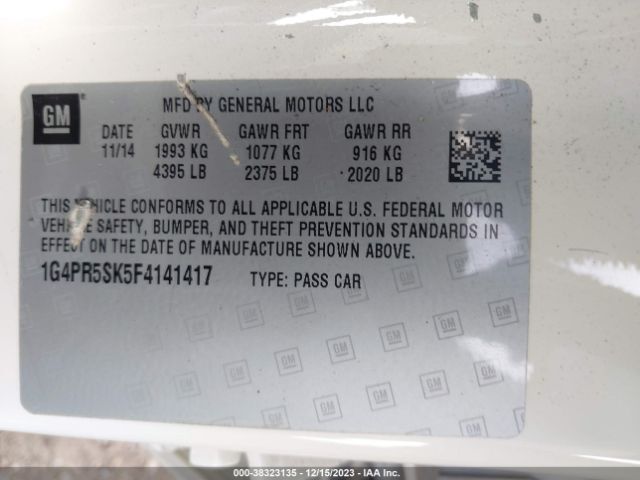 GM
MFD BY GENERAL MOTORS LLC
DATE GVWR GAWR FRT GAWR RR
11/14 1993 KG 1077 KG 916 KG
4395 LB 2375 LB 2020 LB
THIS VEHICLE CONFORMS TO ALL APPLICABLE U.S. FEDERAL MOTOR
VEHICLE SAFETY, BUMPER, AND THEFT PREVENTION STANDARDS IN
EFFECT ON THE DATE OF MANUFACTURE SHOWN ABOVE.
1G4PR5SK5F4141417 TYPE: PASS CAR
000-38323135 - 12/15/2023 - IAA Inc.